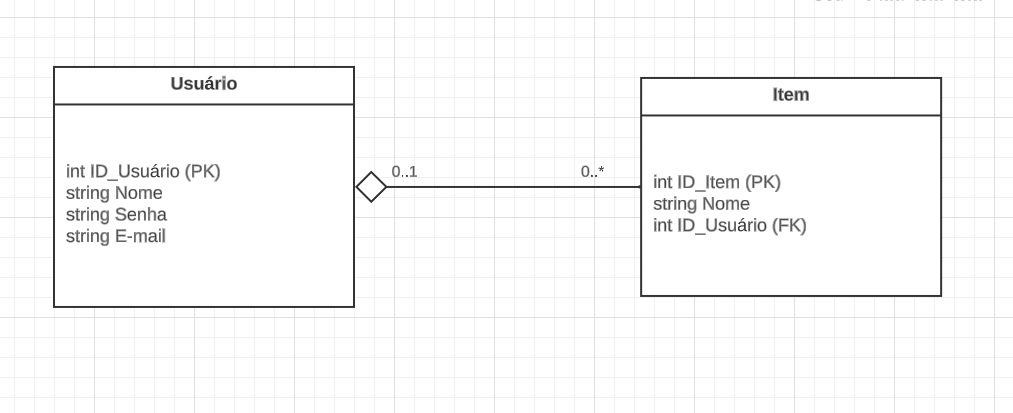 Usuário
int ID_Usuário (PK)
string Nome
string Senha
string E-mail
0..1
0..*
Item
int ID_Item (PK)
string Nome
int ID_Usuário (FK)